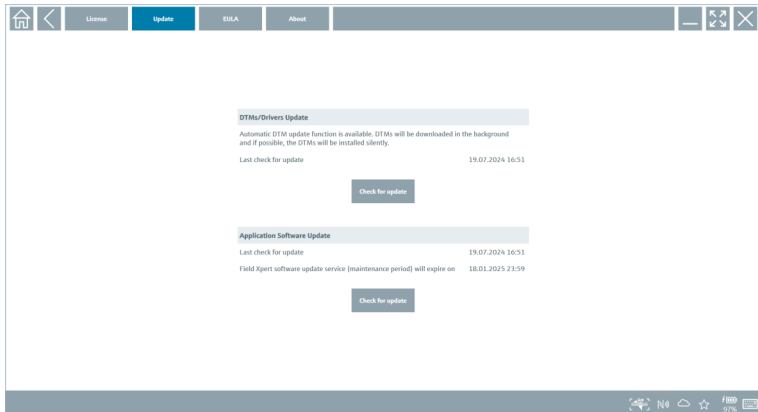 License Update EULA About
DTMs/Drivers Update
Automatic DTM update function is available. DTMs will be downloaded in the background
and if possible, the DTMs will be installed silently.
Last check for update 19.07.2024 16:51
Check for update
Application Software Update
Last check for update 19.07.2024 16:51
Field Xpert software update service (maintenance period) will expire on 18.01.2025 23:59
Check for update
97%